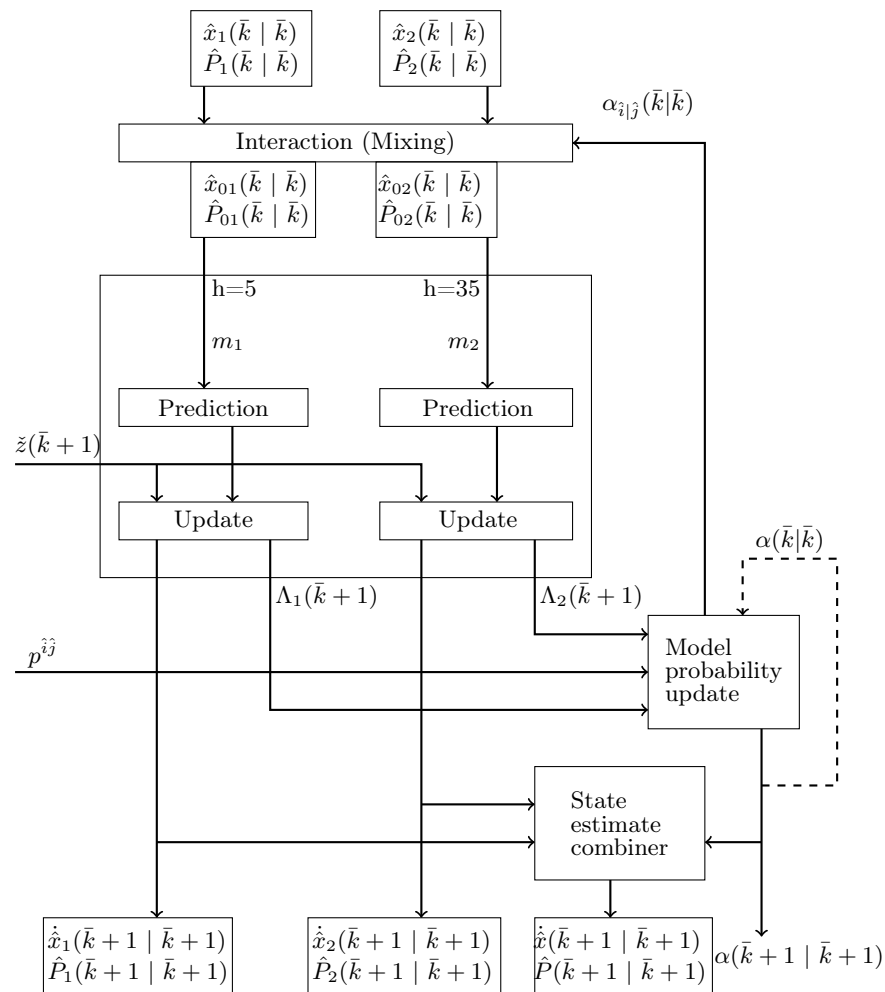 x̂₁(k̄ | k̄)
P̂₁(k̄ | k̄)
x̂₂(k̄ | k̄)
P̂₂(k̄ | k̄)
α_{î|ĵ}(k̄|k̄)
Interaction (Mixing)
x̂₀₁(k̄ | k̄)
P̂₀₁(k̄ | k̄)
x̂₀₂(k̄ | k̄)
P̂₀₂(k̄ | k̄)
h=5
h=35
m₁
m₂
Prediction
Prediction
ž(k̄ + 1)
Update
Update
α(k̄|k̄)
Λ₁(k̄ + 1)
Λ₂(k̄ + 1)
p^{îĵ}
Model
probability
update
State
estimate
combiner
ẋ̂₁(k̄ + 1 | k̄ + 1)
P̂₁(k̄ + 1 | k̄ + 1)
ẋ̂₂(k̄ + 1 | k̄ + 1)
P̂₂(k̄ + 1 | k̄ + 1)
ẋ̂(k̄ + 1 | k̄ + 1)
P̂(k̄ + 1 | k̄ + 1)
α(k̄ + 1 | k̄ + 1)